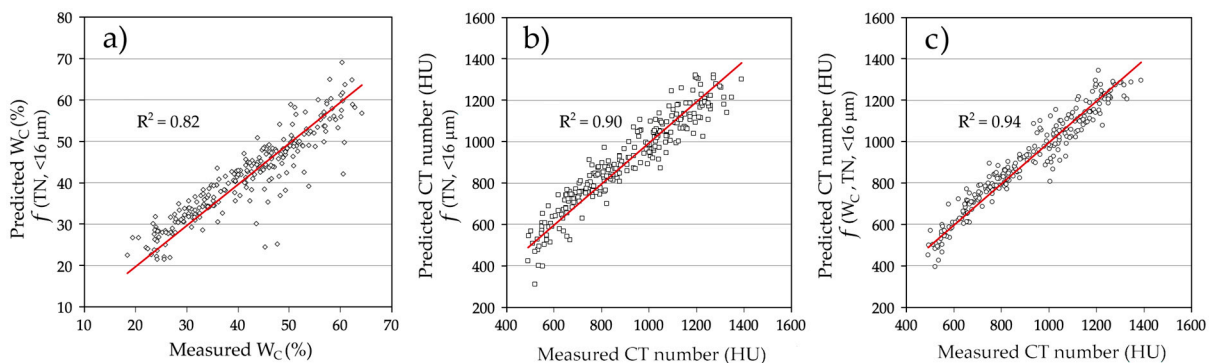 a)
R² = 0.82
Predicted W_C (%)
f (TN, <16 µm)
80
70
60
50
40
30
20
10
10 20 30 40 50 60 70
Measured W_C (%)
b)
R² = 0.90
Predicted CT number (HU)
f (TN, <16 µm)
1600
1400
1200
1000
800
600
400
200
400 600 800 1000 1200 1400 1600
Measured CT number (HU)
c)
R² = 0.94
Predicted CT number (HU)
f (W_C, TN, <16 µm)
1600
1400
1200
1000
800
600
400
200
400 600 800 1000 1200 1400 1600
Measured CT number (HU)